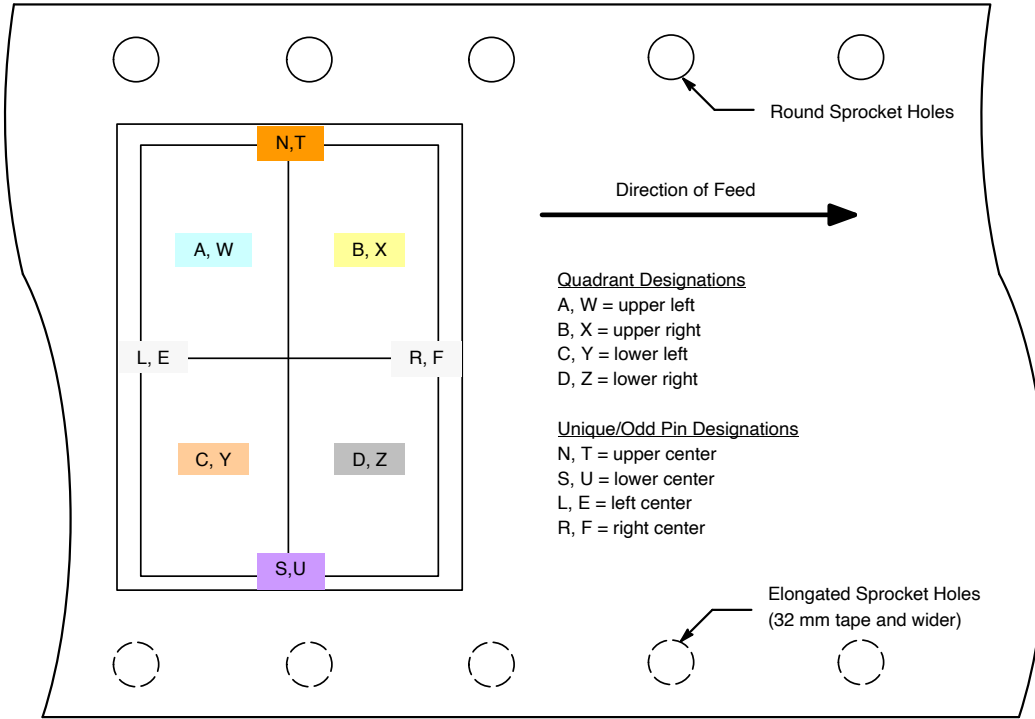 Round Sprocket Holes
N,T
Direction of Feed
A, W
B, X
Quadrant Designations
A, W = upper left
B, X = upper right
C, Y = lower left
D, Z = lower right
L, E
R, F
Unique/Odd Pin Designations
N, T = upper center
S, U = lower center
L, E = left center
R, F = right center
C, Y
D, Z
S,U
Elongated Sprocket Holes
(32 mm tape and wider)